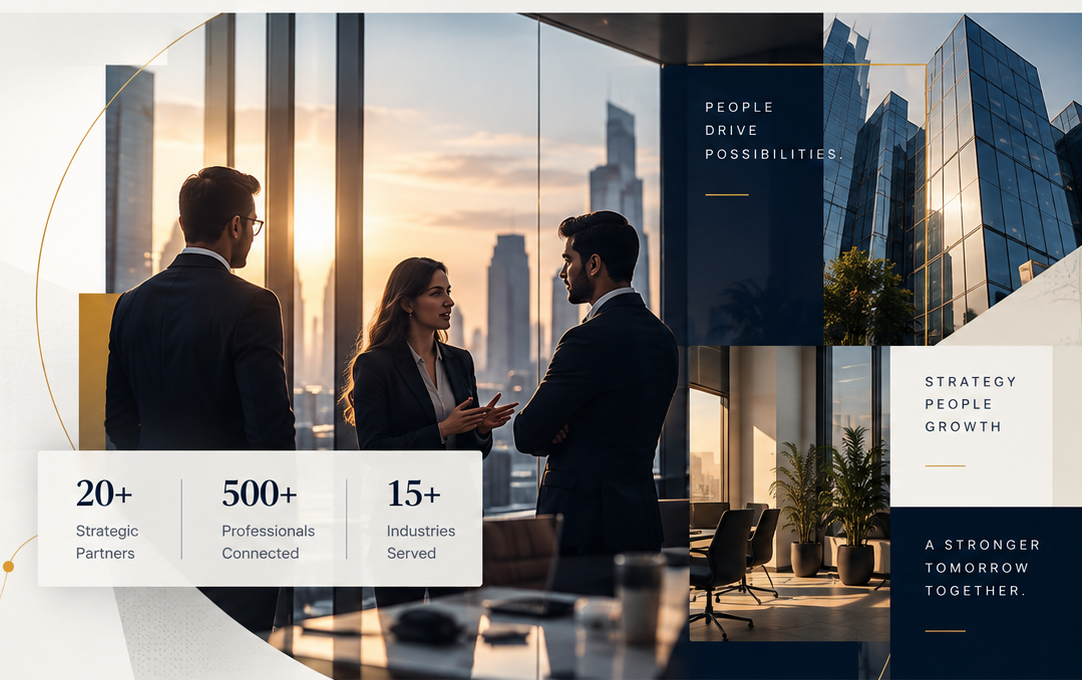 PEOPLE
DRIVE
POSSIBILITIES.
20+
Strategic
Partners
500+
Professionals
Connected
15+
Industries
Served
STRATEGY
PEOPLE
GROWTH
A STRONGER
TOMORROW
TOGETHER.